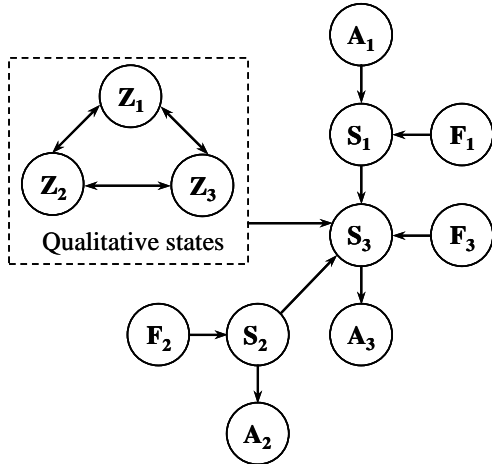 A₁
Z₁
S₁
F₁
Z₂
Z₃
Qualitative states
S₃
F₃
F₂
S₂
A₃
A₂